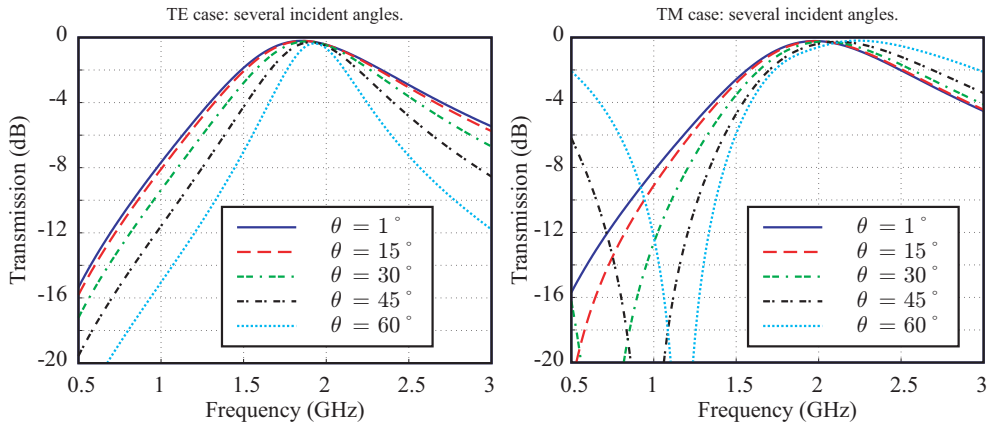 TE case: several incident angles.
0
-4
-8
-12
-16
-20
Transmission (dB)
θ = 1°
θ = 15°
θ = 30°
θ = 45°
θ = 60°
0.5 1 1.5 2 2.5 3
Frequency (GHz)
TM case: several incident angles.
0
-4
-8
-12
-16
-20
Transmission (dB)
θ = 1°
θ = 15°
θ = 30°
θ = 45°
θ = 60°
0.5 1 1.5 2 2.5 3
Frequency (GHz)